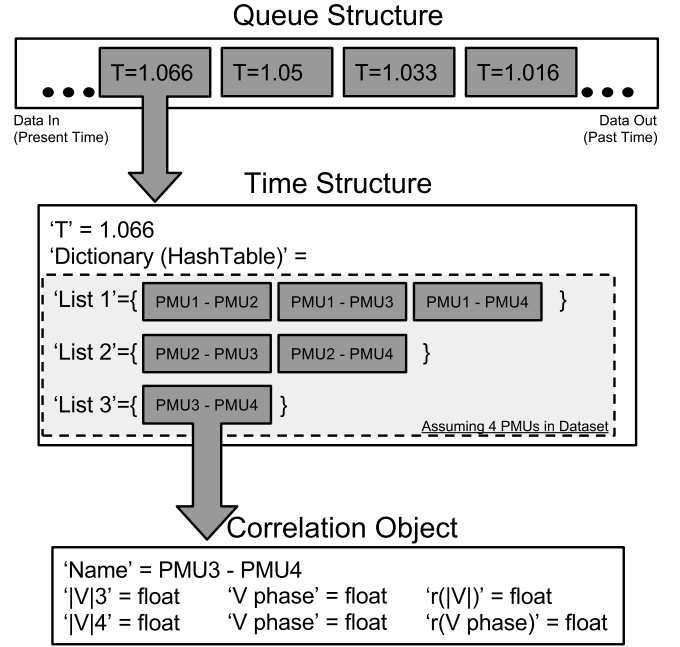 Queue Structure
T=1.066 T=1.05 T=1.033 T=1.016
Data In
(Present Time)
Data Out
(Past Time)
Time Structure
‘T’ = 1.066
‘Dictionary (HashTable)’ =
‘List 1’={ PMU1 - PMU2 PMU1 - PMU3 PMU1 - PMU4 }
‘List 2’={ PMU2 - PMU3 PMU2 - PMU4 }
‘List 3’={ PMU3 - PMU4 }
Assuming 4 PMUs in Dataset
Correlation Object
‘Name’ = PMU3 - PMU4
‘|V|3’ = float ‘V phase’ = float ‘r(|V|)’ = float
‘|V|4’ = float ‘V phase’ = float ‘r(V phase)’ = float